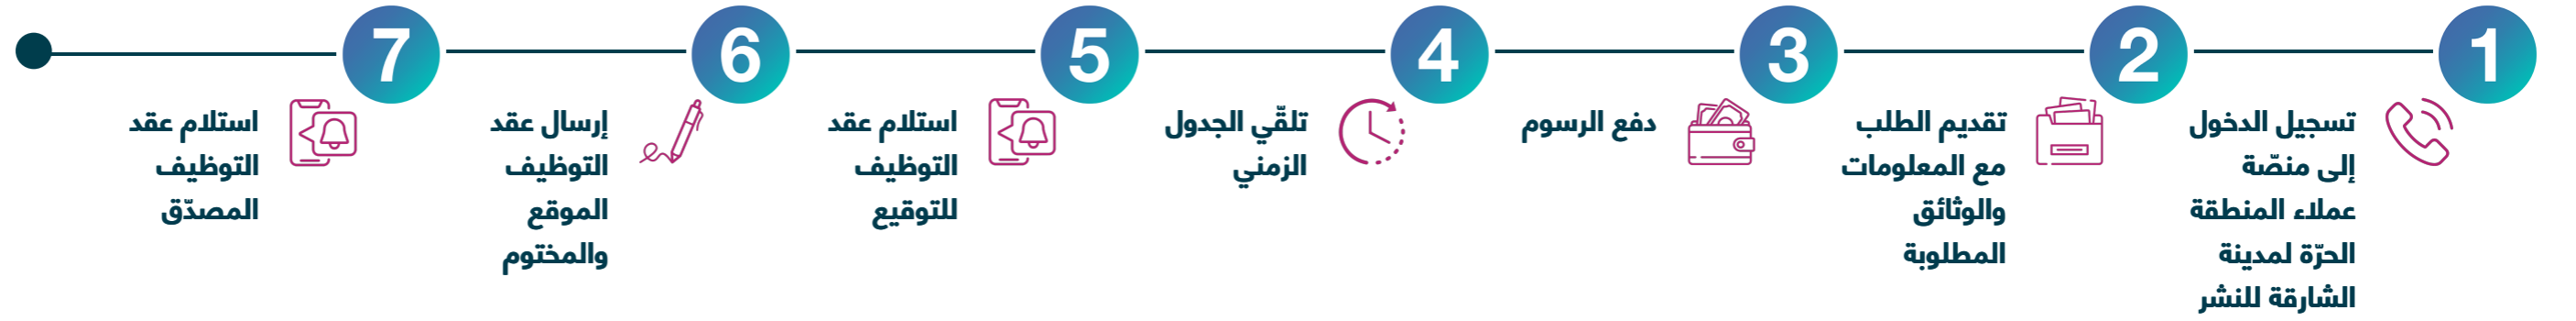 1
تسجيل الدخول
إلى منصّة
عملاء المنطقة
الحرّة لمدينة
الشارقة للنشر
2
تقديم الطلب
مع المعلومات
والوثائق
المطلوبة
3
دفع الرسوم
4
تلقّي الجدول
الزمني
5
استلام عقد
التوظيف
للتوقيع
6
إرسال عقد
التوظيف
الموقع
والمختوم
7
استلام عقد
التوظيف
المصدّق